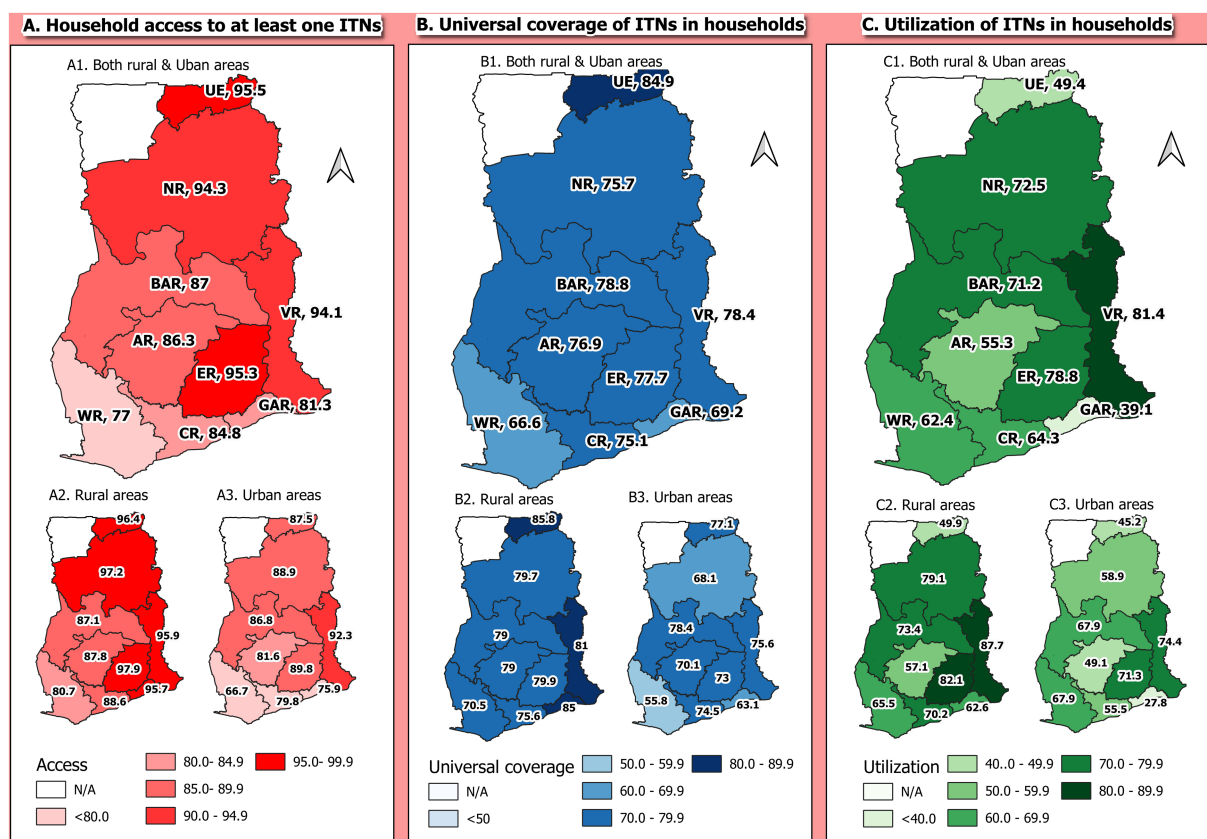 A. Household access to at least one ITNs
A1. Both rural & Uban areas
UE, 95.5
NR, 94.3
BAR, 87
VR, 94.1
AR, 86.3
ER, 95.3
GAR, 81.3
WR, 77
CR, 84.8
A2. Rural areas
96.4
97.2
87.1
95.9
87.8
97.9
80.7
95.7
88.6
A3. Urban areas
87.5
88.9
86.8
92.3
81.6
89.8
66.7
75.9
79.8
Access
N/A
<80.0
80.0- 84.9
85.0- 89.9
90.0 - 94.9
95.0- 99.9
B. Universal coverage of ITNs in households
B1. Both rural & Uban areas
UE, 84.9
NR, 75.7
BAR, 78.8
VR, 78.4
AR, 76.9
ER, 77.7
GAR, 69.2
WR, 66.6
CR, 75.1
B2. Rural areas
85.8
79.7
79
81
79
79.9
70.5
85
75.6
B3. Urban areas
77.1
68.1
78.4
75.6
70.1
73
55.8
63.1
74.5
Universal coverage
N/A
<50
50.0 - 59.9
60.0 - 69.9
70.0 - 79.9
80.0 - 89.9
C. Utilization of ITNs in households
C1. Both rural & Uban areas
UE, 49.4
NR, 72.5
BAR, 71.2
VR, 81.4
AR, 55.3
ER, 78.8
GAR, 39.1
WR, 62.4
CR, 64.3
C2. Rural areas
49.9
79.1
73.4
87.7
57.1
82.1
65.5
62.6
70.2
C3. Urban areas
45.2
58.9
67.9
74.4
49.1
71.3
67.9
27.8
55.5
Utilization
N/A
<40.0
40.0 - 49.9
50.0 - 59.9
60.0 - 69.9
70.0 - 79.9
80.0 - 89.9